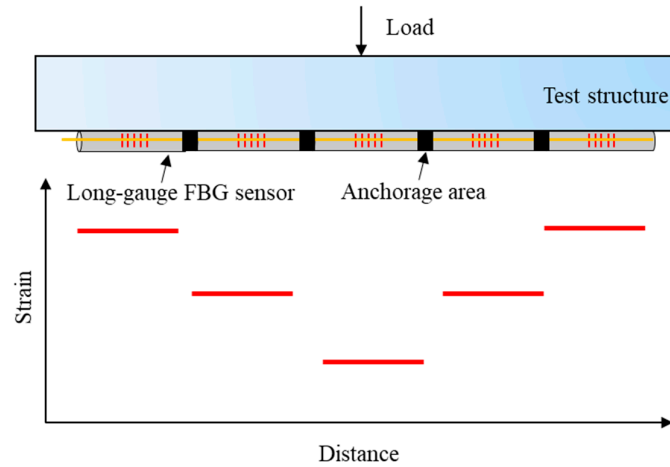 Load
Test structure
Long-gauge FBG sensor
Anchorage area
Strain
Distance